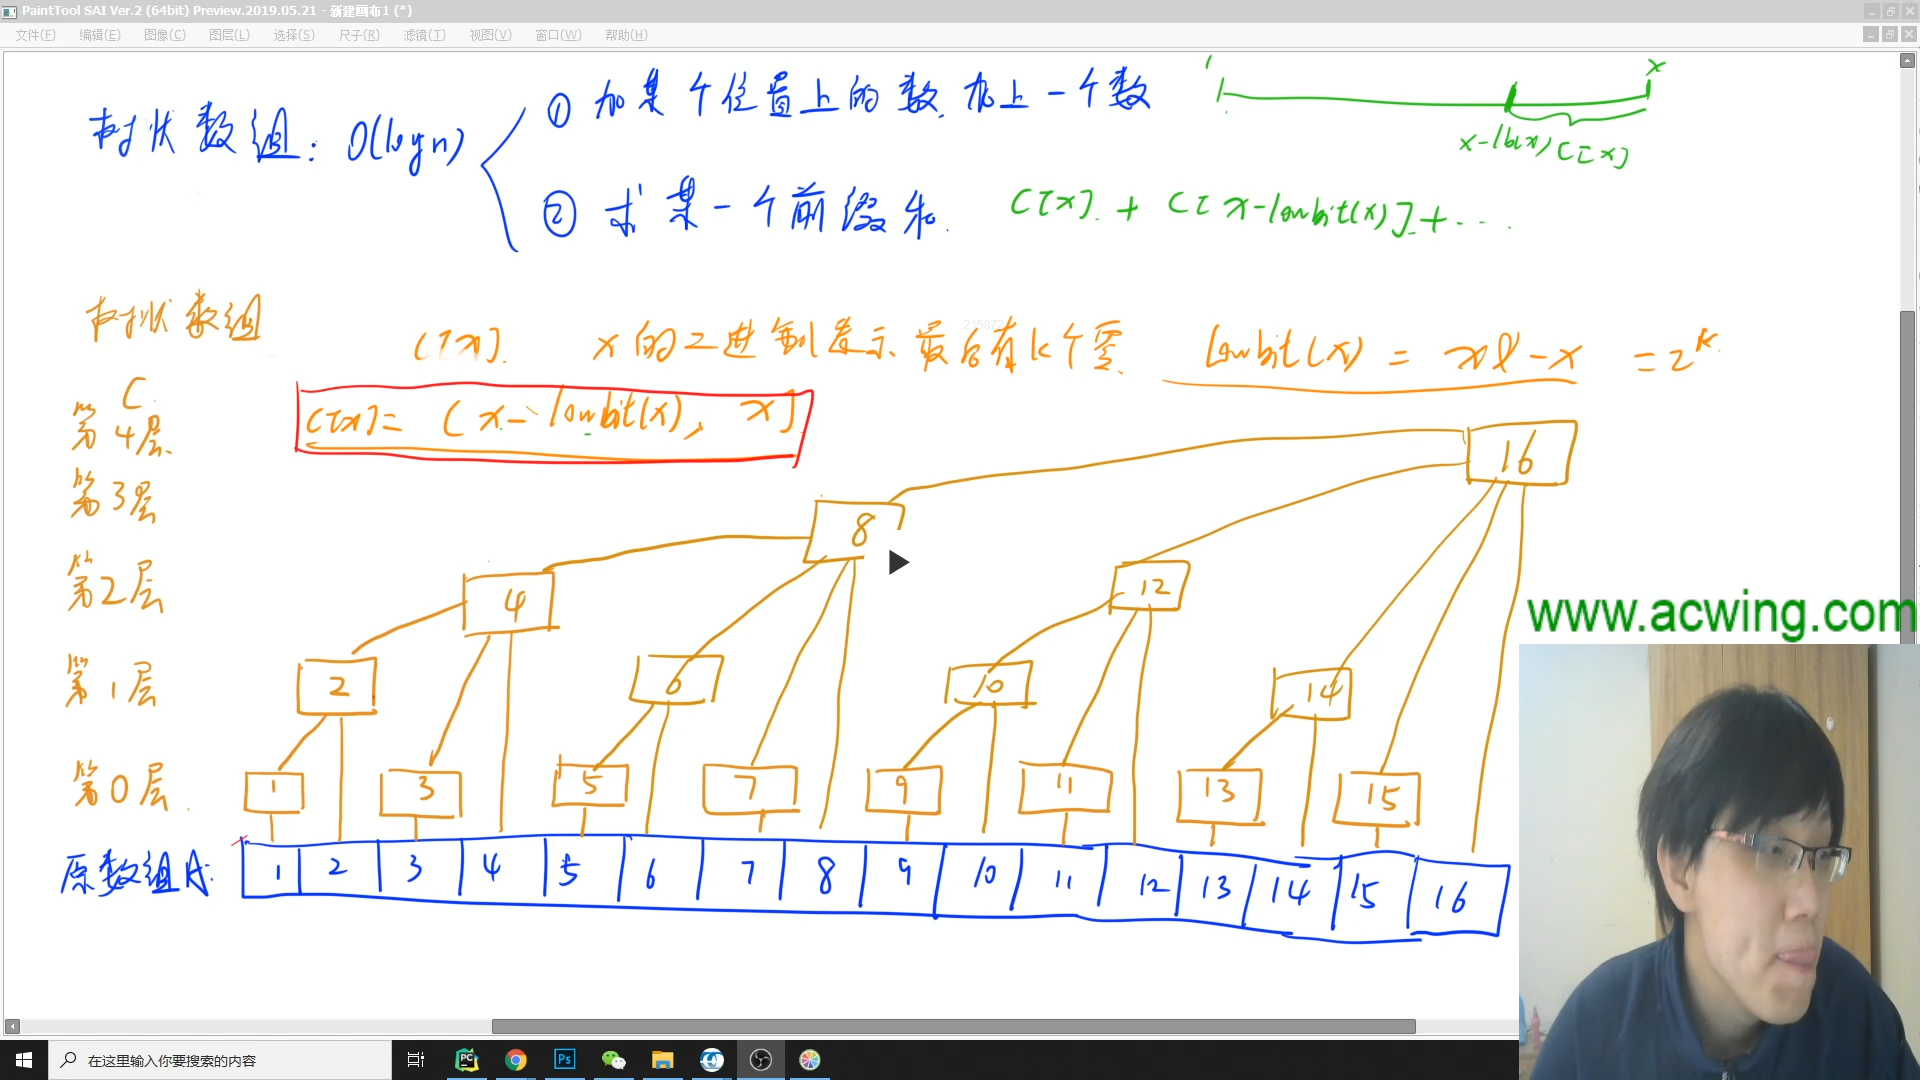 PaintTool SAI Ver.2 (64bit) Preview.2019.05.21 - 新建画布1 (*)
文件(F) 编辑(E) 图像(C) 图层(L) 选择(S) 尺子(R) 滤镜(T) 视图(V) 窗口(W) 帮助(H)
树状数组: O(logn)
① 加某个位置上的数, 加上一个数
② 求某一个前缀和.
1 x
x-lb(x) C[x]
C[x] + C[x-lowbit(x)] + ...
树状数组
C
C[x]. x的二进制表示最后有k个零. lowbit(x) = x&-x = 2^k.
215872
C[x] = (x-lowbit(x), x]
第4层
第3层
第2层
第1层
第0层
16
8
4 12
2 6 10 14
1 3 5 7 9 11 13 15
原数组A:
1 2 3 4 5 6 7 8 9 10 11 12 13 14 15 16
www.acwing.com
在这里输入你要搜索的内容
PC
Ps